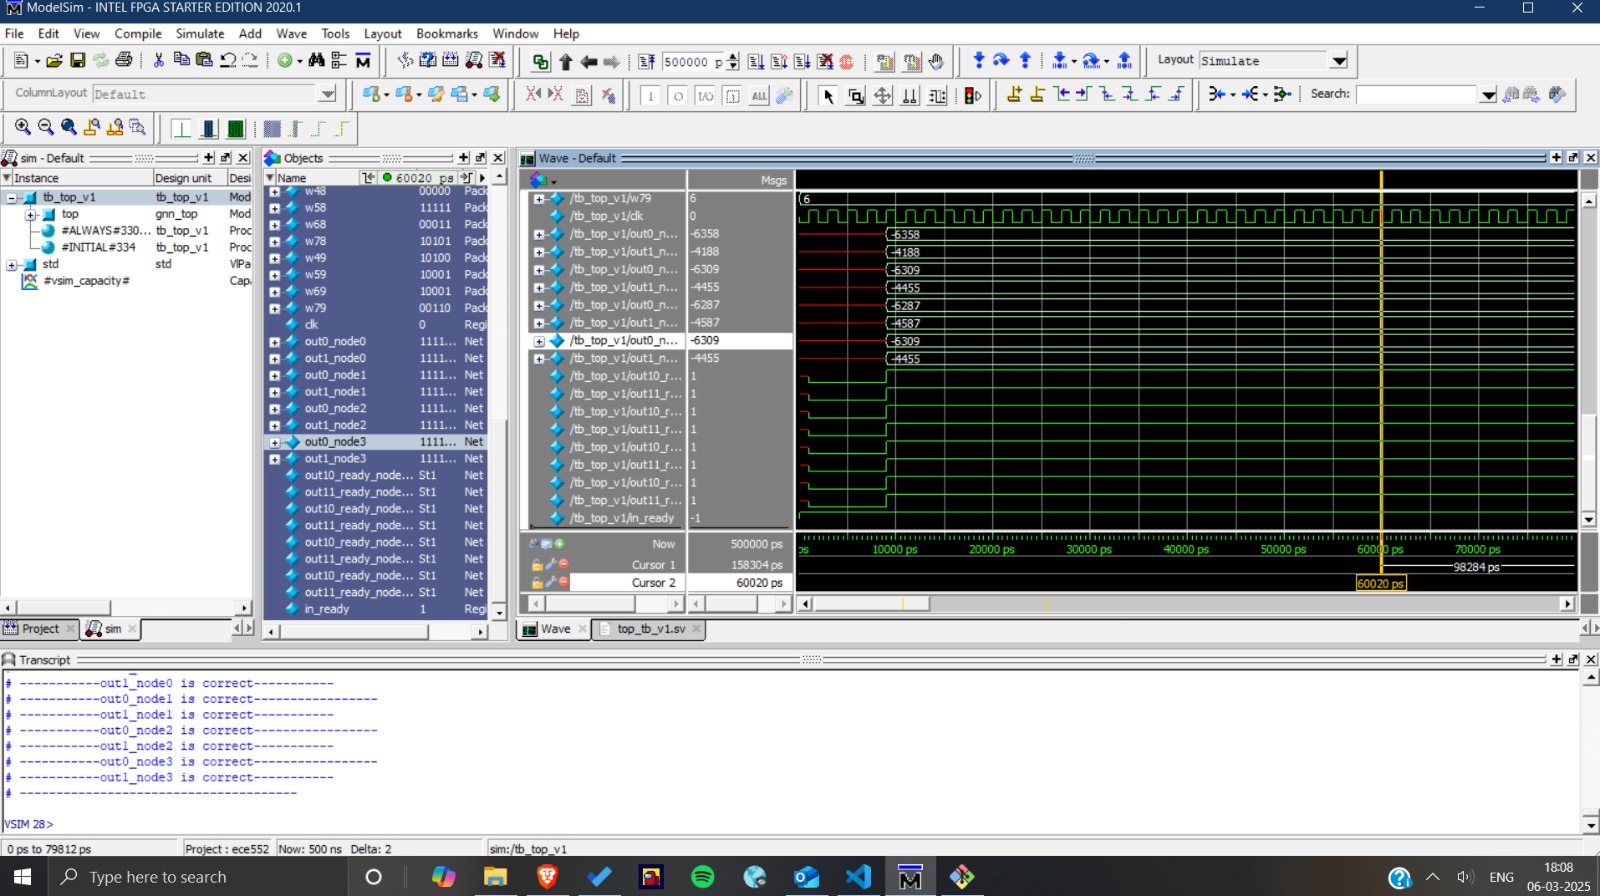 ModelSim - INTEL FPGA STARTER EDITION 2020.1
File Edit View Compile Simulate Add Wave Tools Layout Bookmarks Window Help
500000 p
Layout Simulate
ColumnLayout Default
I/O ALL
Search:
sim - Default
Instance Design unit Desi
tb_top_v1 tb_top_v1 Mod
top gnn_top Mod
#ALWAYS#330... tb_top_v1 Proc
#INITIAL#334 tb_top_v1 Proc
std std VlPa
#vsim_capacity# Capa
Project sim
Objects
Name 60020 ps
w48 00000 Pack
w58 11111 Pack
w68 00011 Pack
w78 10101 Pack
w49 10100 Pack
w59 10001 Pack
w69 10001 Pack
w79 00110 Pack
clk 0 Regi
out0_node0 1111... Net
out1_node0 1111... Net
out0_node1 1111... Net
out1_node1 1111... Net
out0_node2 1111... Net
out1_node2 1111... Net
out0_node3 1111... Net
out1_node3 1111... Net
out10_ready_node... St1 Net
out11_ready_node... St1 Net
out10_ready_node... St1 Net
out11_ready_node... St1 Net
out10_ready_node... St1 Net
out11_ready_node... St1 Net
out10_ready_node... St1 Net
out11_ready_node... St1 Net
in_ready 1 Regi
Wave - Default
Msgs
/tb_top_v1/w79 6 6
/tb_top_v1/clk 0
/tb_top_v1/out0_n... -6358 -6358
/tb_top_v1/out1_n... -4188 -4188
/tb_top_v1/out0_n... -6309 -6309
/tb_top_v1/out1_n... -4455 -4455
/tb_top_v1/out0_n... -6287 -6287
/tb_top_v1/out1_n... -4587 -4587
/tb_top_v1/out0_n... -6309 -6309
/tb_top_v1/out1_n... -4455 -4455
/tb_top_v1/out10_r... 1
/tb_top_v1/out11_r... 1
/tb_top_v1/out10_r... 1
/tb_top_v1/out11_r... 1
/tb_top_v1/out10_r... 1
/tb_top_v1/out11_r... 1
/tb_top_v1/out10_r... 1
/tb_top_v1/out11_r... 1
/tb_top_v1/in_ready -1
Now 500000 ps ps 10000 ps 20000 ps 30000 ps 40000 ps 50000 ps 60000 ps 70000 ps
Cursor 1 158304 ps 98284 ps
Cursor 2 60020 ps 60020 ps
Wave top_tb_v1.sv
Transcript
# -----------out1_node0 is correct-----------
# -----------out0_node1 is correct-----------------
# -----------out1_node1 is correct-----------
# -----------out0_node2 is correct-----------------
# -----------out1_node2 is correct-----------
# -----------out0_node3 is correct-----------------
# -----------out1_node3 is correct-----------
# -------------------------------------
VSIM 28>
0 ps to 79812 ps Project : ece552 Now: 500 ns Delta: 2 sim:/tb_top_v1
Type here to search
ENG
18:08
06-03-2025